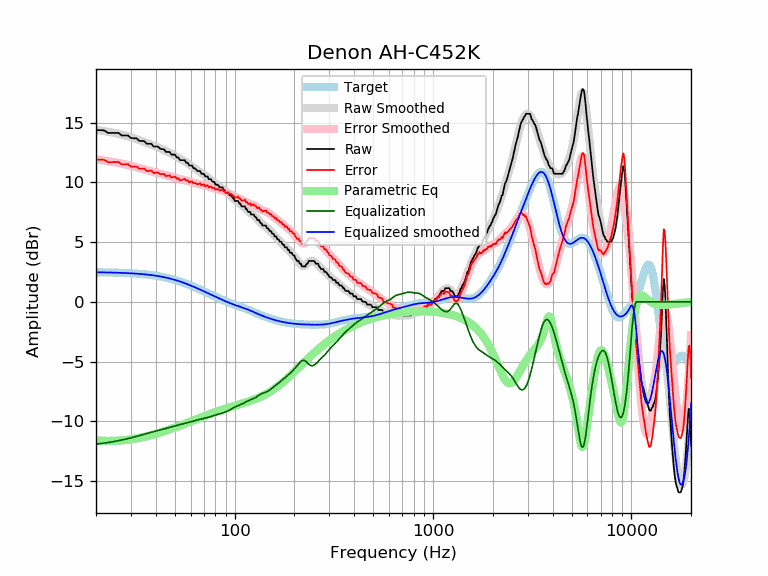 Denon AH-C452K
Target
Raw Smoothed
Error Smoothed
Raw
Error
Parametric Eq
Equalization
Equalized smoothed
Amplitude (dBr)
15
10
5
0
−5
−10
−15
100
1000
10000
Frequency (Hz)